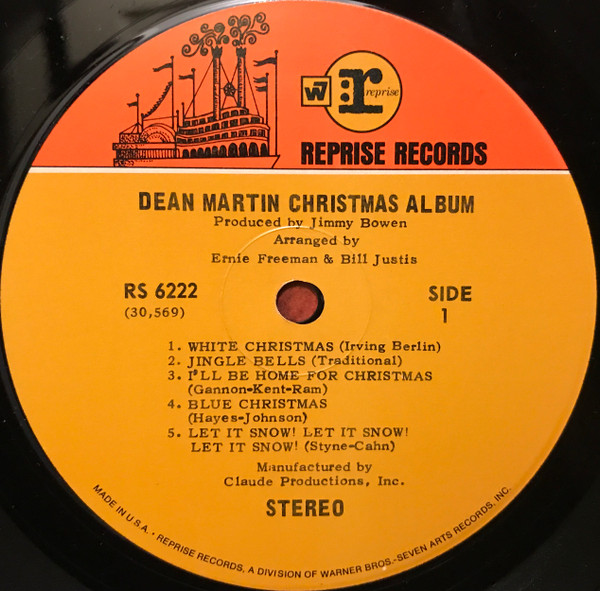 W
r
reprise
REPRISE RECORDS
DEAN MARTIN CHRISTMAS ALBUM
Produced by Jimmy Bowen
Arranged by
Ernie Freeman & Bill Justis
RS 6222
(30,569)
SIDE
1
1. WHITE CHRISTMAS (Irving Berlin)
2. JINGLE BELLS (Traditional)
3. I'LL BE HOME FOR CHRISTMAS
(Gannon-Kent-Ram)
4. BLUE CHRISTMAS
(Hayes-Johnson)
5. LET IT SNOW! LET IT SNOW!
LET IT SNOW! (Styne-Cahn)
Manufactured by
Claude Productions, Inc.
STEREO
MADE IN U.S.A. • REPRISE RECORDS, A DIVISION OF WARNER BROS.-SEVEN ARTS RECORDS, INC.